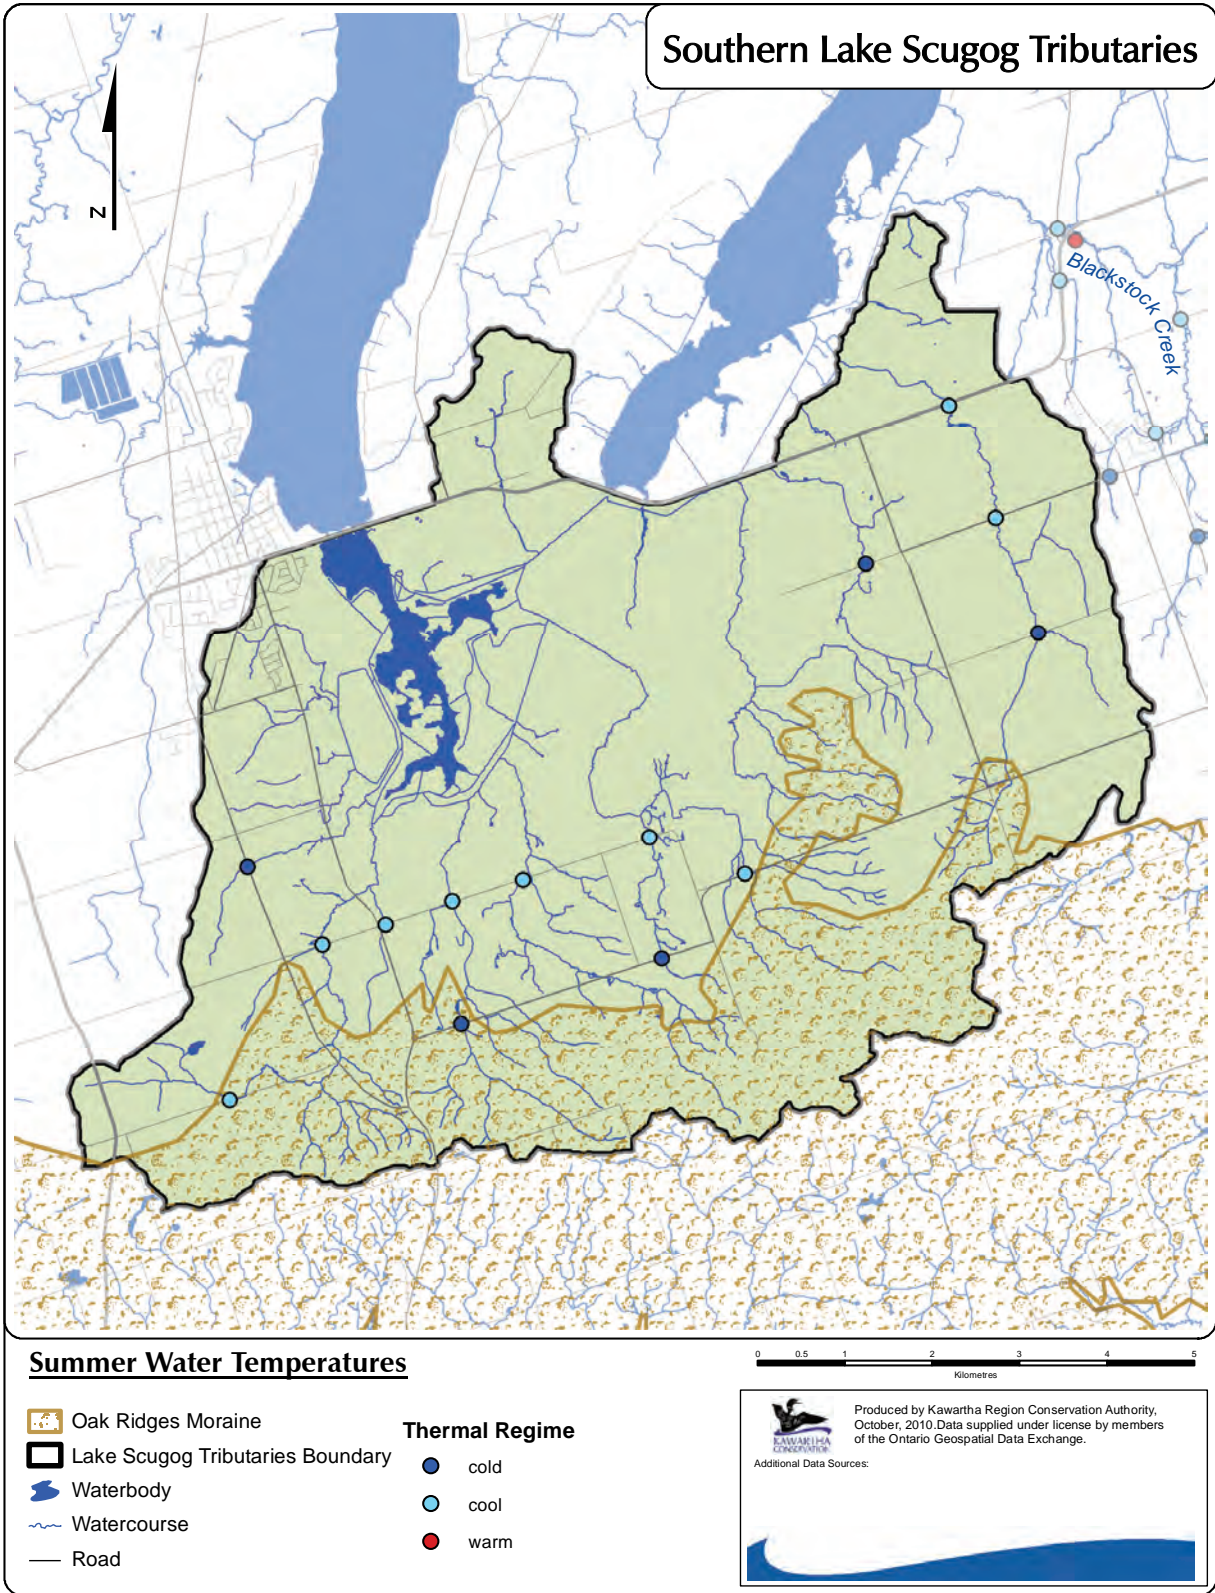 Southern Lake Scugog Tributaries
N
Blackstock Creek
Summer Water Temperatures
Oak Ridges Moraine
Lake Scugog Tributaries Boundary
Waterbody
Watercourse
Road
Thermal Regime
cold
cool
warm
0 0.5 1 2 3 4 5
Kilometres
KAWARTHA
CONSERVATION
Produced by Kawartha Region Conservation Authority,
October, 2010.Data supplied under license by members
of the Ontario Geospatial Data Exchange.
Additional Data Sources: